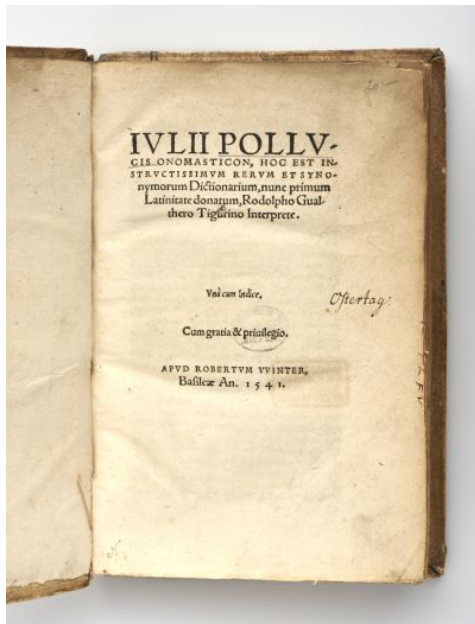 IVLII POLLV-
CIS ONOMASTICON, HOC EST IN-
STRVCTISSIMVM RERVM ET SYNO-
nymorum Dictionarium, nunc primum
Latinitate donatum, Rodolpho Gual-
thero Tigurino Interprete.
Vnà cum Indice.
Ostertag.
Cum gratia & priuilegio.
APVD ROBERTVM VVINTER,
Basileæ An. 1541.